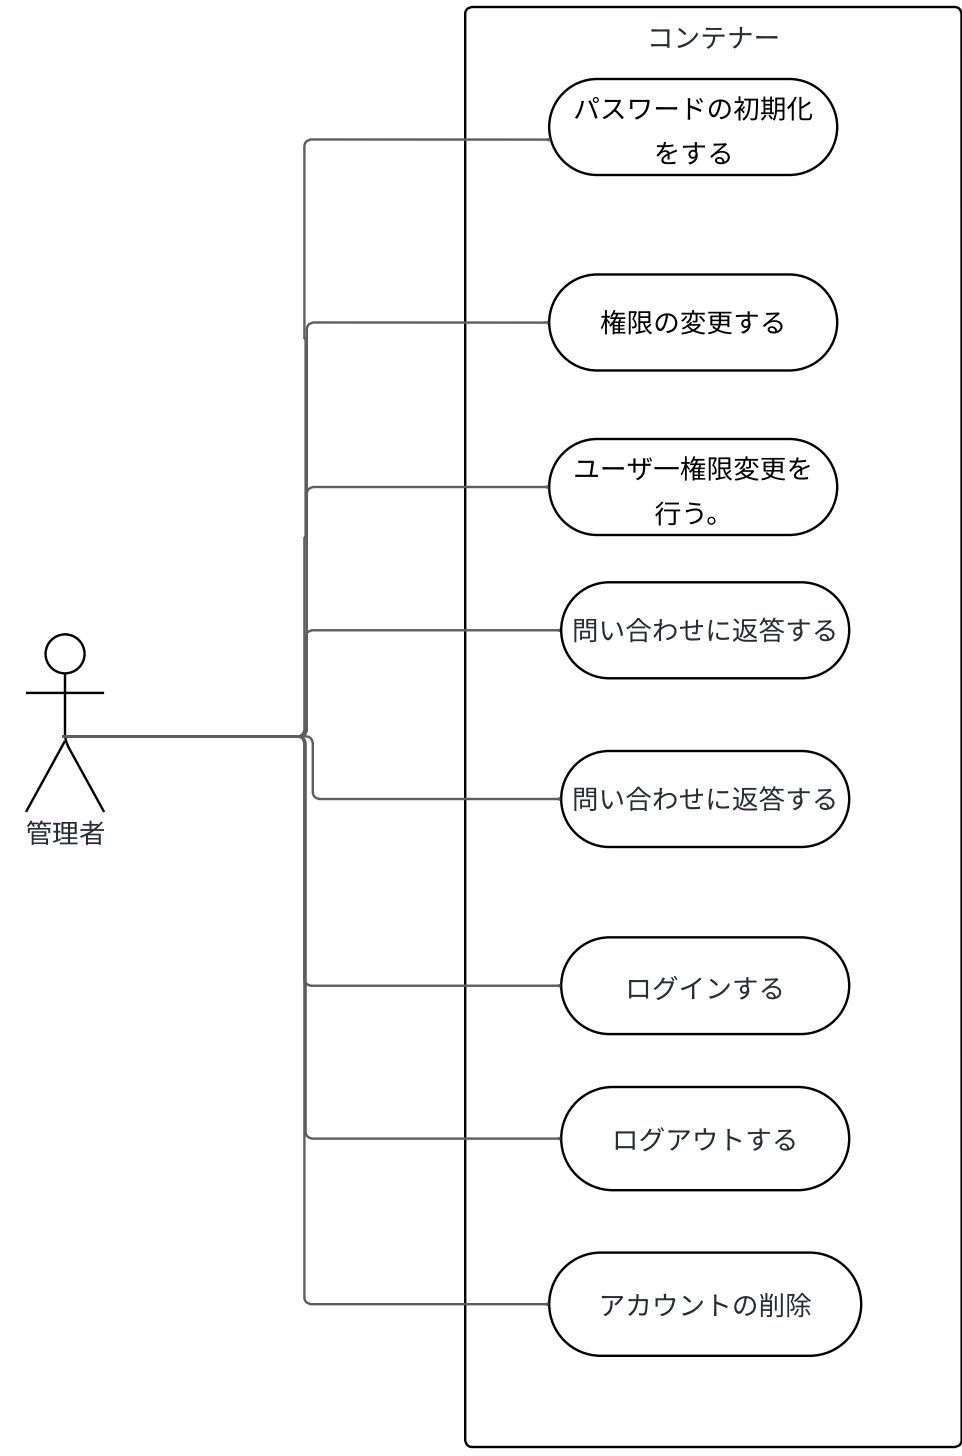 コンテナー
パスワードの初期化
をする
権限の変更する
ユーザー権限変更を
行う。
問い合わせに返答する
管理者
問い合わせに返答する
ログインする
ログアウトする
アカウントの削除